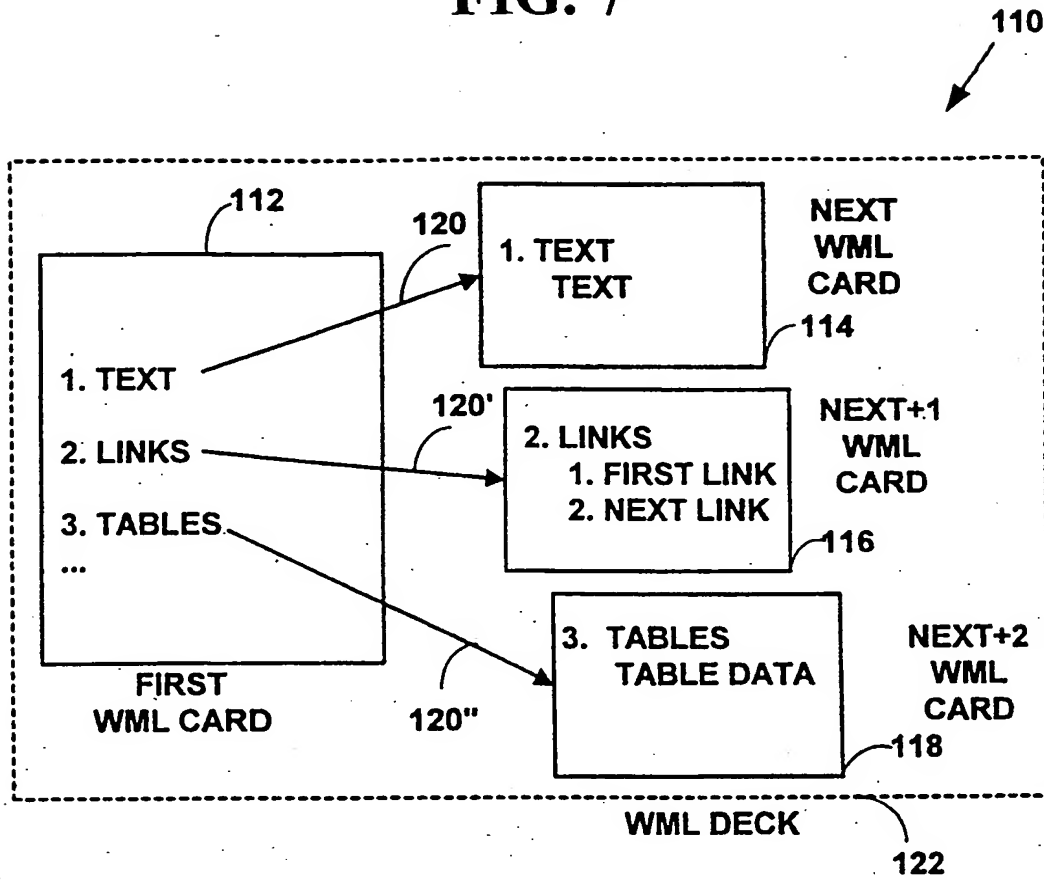 FIG. 7
110
112
120
1. TEXT
TEXT
NEXT
WML
CARD
114
1. TEXT
2. LINKS
3. TABLES
...
120'
2. LINKS
1. FIRST LINK
2. NEXT LINK
NEXT+1
WML
CARD
116
3. TABLES
TABLE DATA
NEXT+2
WML
CARD
118
FIRST
WML CARD
120"
WML DECK
122